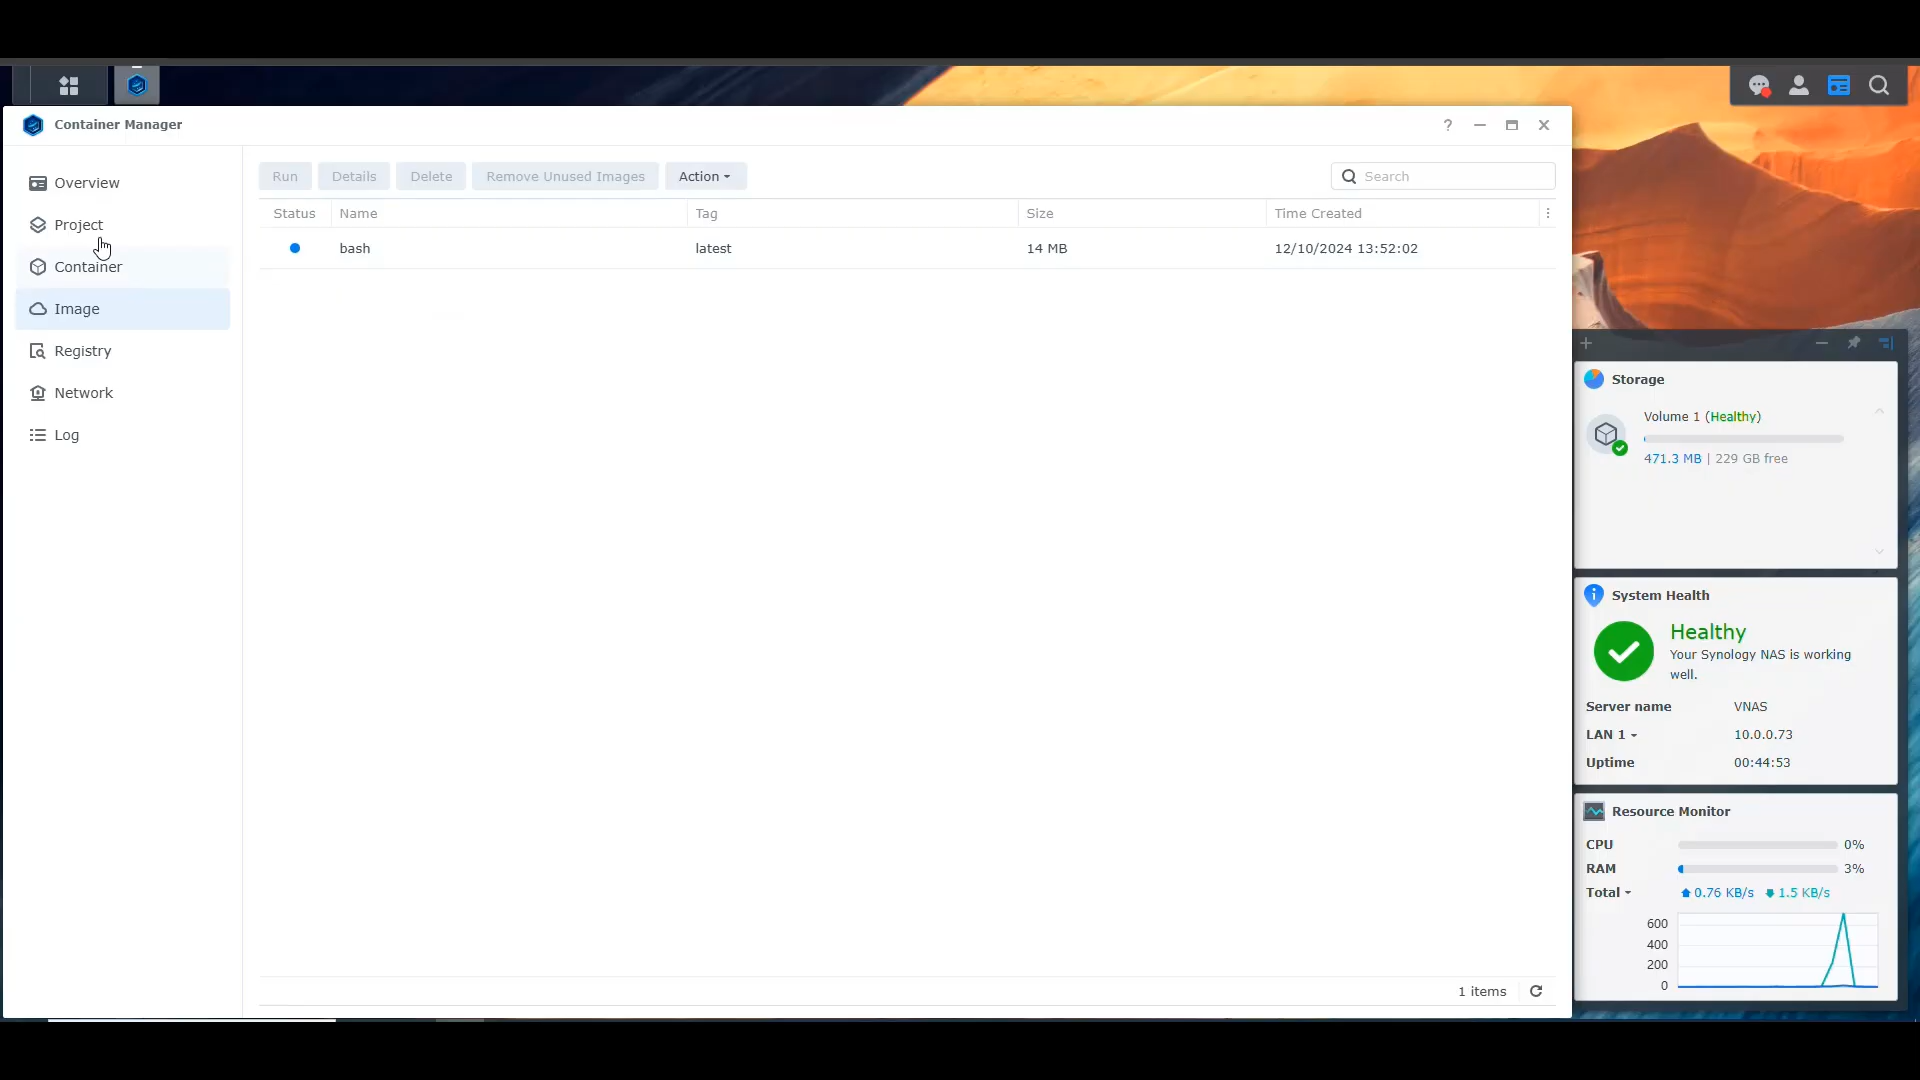 Container Manager
?
Overview
Project
Container
Image
Registry
Network
Log
Run Details Delete Remove Unused Images Action
Search
Status Name Tag Size Time Created
bash latest 14 MB 12/10/2024 13:52:02
1 items
Storage
Volume 1 (Healthy)
471.3 MB | 229 GB free
System Health
Healthy
Your Synology NAS is working
well.
Server name VNAS
LAN 1 10.0.0.73
Uptime 00:44:53
Resource Monitor
CPU 0%
RAM 3%
Total 0.76 KB/s 1.5 KB/s
600
400
200
0